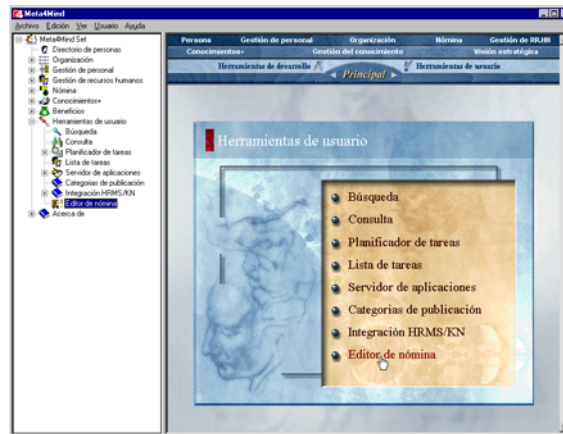 Meta4Mind
Archivo Edición Ver Usuario Ayuda
Meta4Mind Set
Directorio de personas
Organización
Gestión de personal
Gestión de recursos humanos
Nómina
Conocimientos+
Beneficios
Herramientas de usuario
Búsqueda
Consulta
Planificador de tareas
Lista de tareas
Servidor de aplicaciones
Categorías de publicación
Integración HRMS/KN
Editor de nómina
Acerca de
Persona Gestión de personal Organización Nómina Gestión de RR.HH
Conocimientos+ Gestión del conocimiento Visión estratégica
Herramientas de desarrollo Principal Herramientas de usuario
Herramientas de usuario
Búsqueda
Consulta
Planificador de tareas
Lista de tareas
Servidor de aplicaciones
Categorías de publicación
Integración HRMS/KN
Editor de nómina